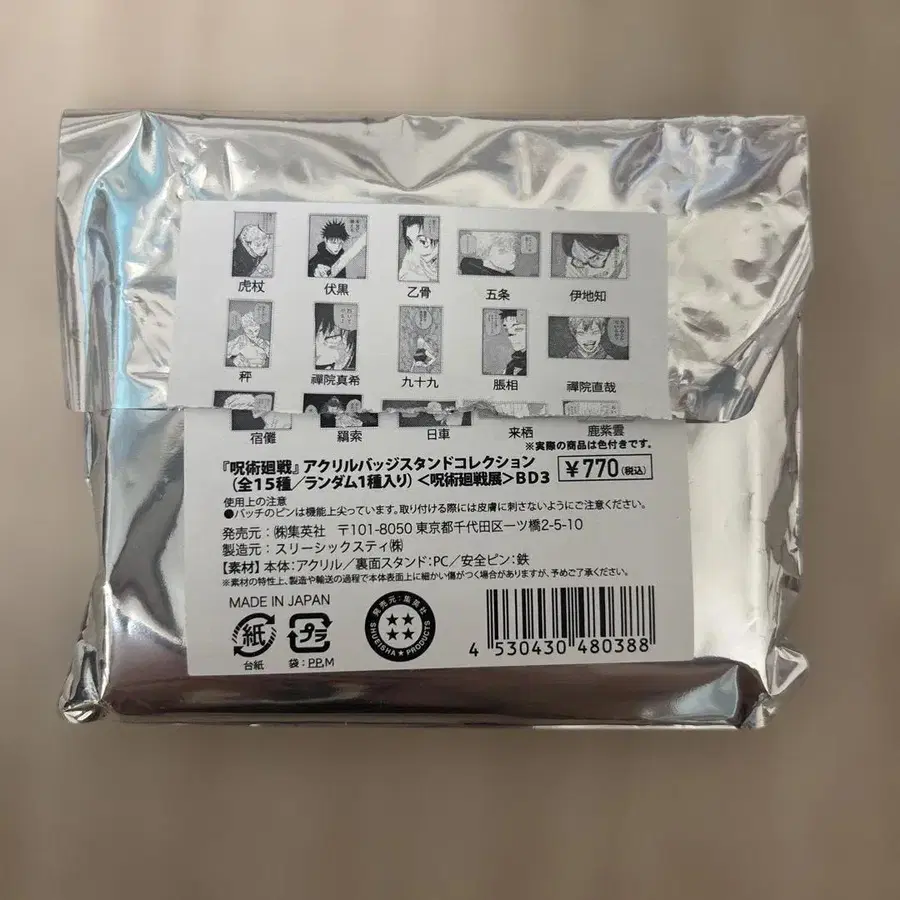 虎杖 伏黒 乙骨 五条 伊地知
秤 禪院真希 九十九 脹相 禪院直哉
宿儺 羂索 日車 来栖 鹿紫雲
※実際の商品は色付きです。
『呪術廻戦』アクリルバッジスタンドコレクション
(全15種/ランダム1種入り)<呪術廻戦展>BD3
¥770(税込)
使用上の注意
●バッチのピンは機能上尖っています。取り付ける際には皮膚に刺さないようにご注意ください。
発売元:㈱集英社 〒101-8050 東京都千代田区一ツ橋2-5-10
製造元:スリーシックスティ㈱
【素材】本体:アクリル/裏面スタンド:PC/安全ピン:鉄
※素材の特性上、製造や輸送の過程で本体表面上に細かい傷がつく場合がありますが、予めご了承ください。
MADE IN JAPAN
紙
台紙
プラ
袋:PP,M
発売元:集英社
SHUEISHA★PRODUCTS
4 530430 480388